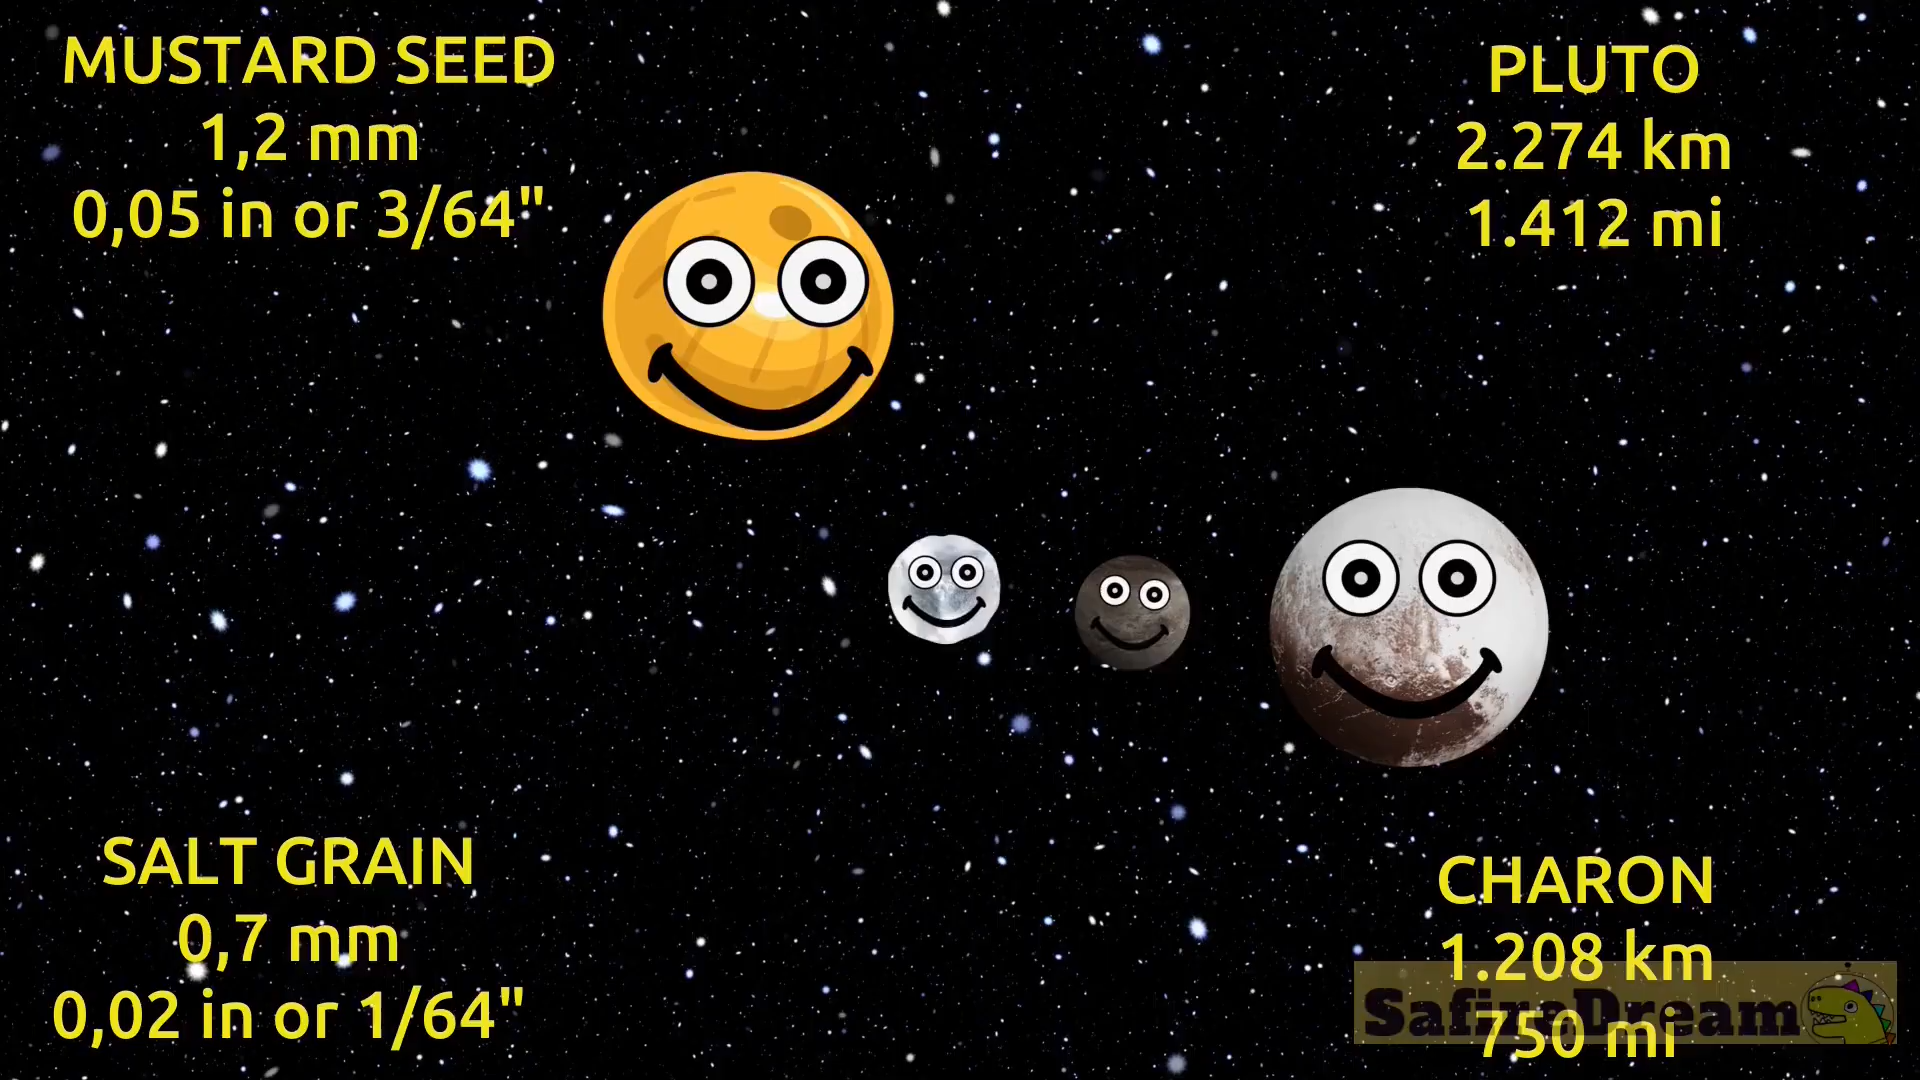 MUSTARD SEED
1,2 mm
0,05 in or 3/64"
PLUTO
2.274 km
1.412 mi
SALT GRAIN
0,7 mm
0,02 in or 1/64"
CHARON
1.208 km
SafireDream
750 mi